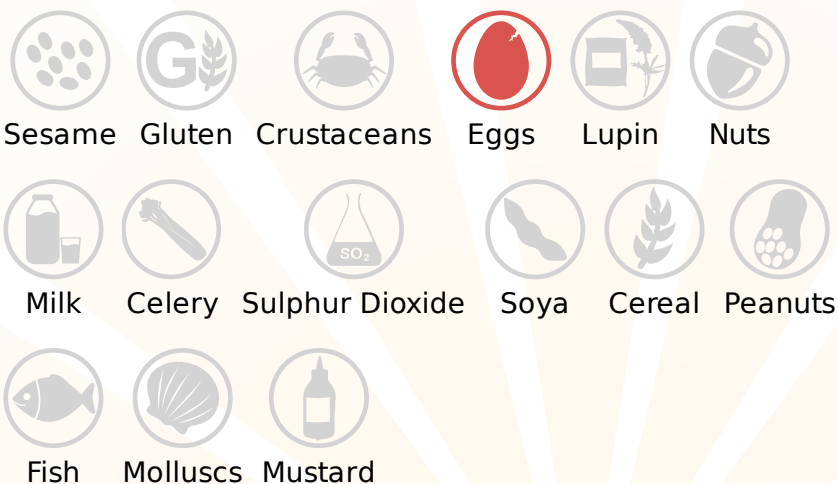 G
Sesame Gluten Crustaceans Eggs Lupin Nuts
SO₂
Milk Celery Sulphur Dioxide Soya Cereal Peanuts
Fish Molluscs Mustard